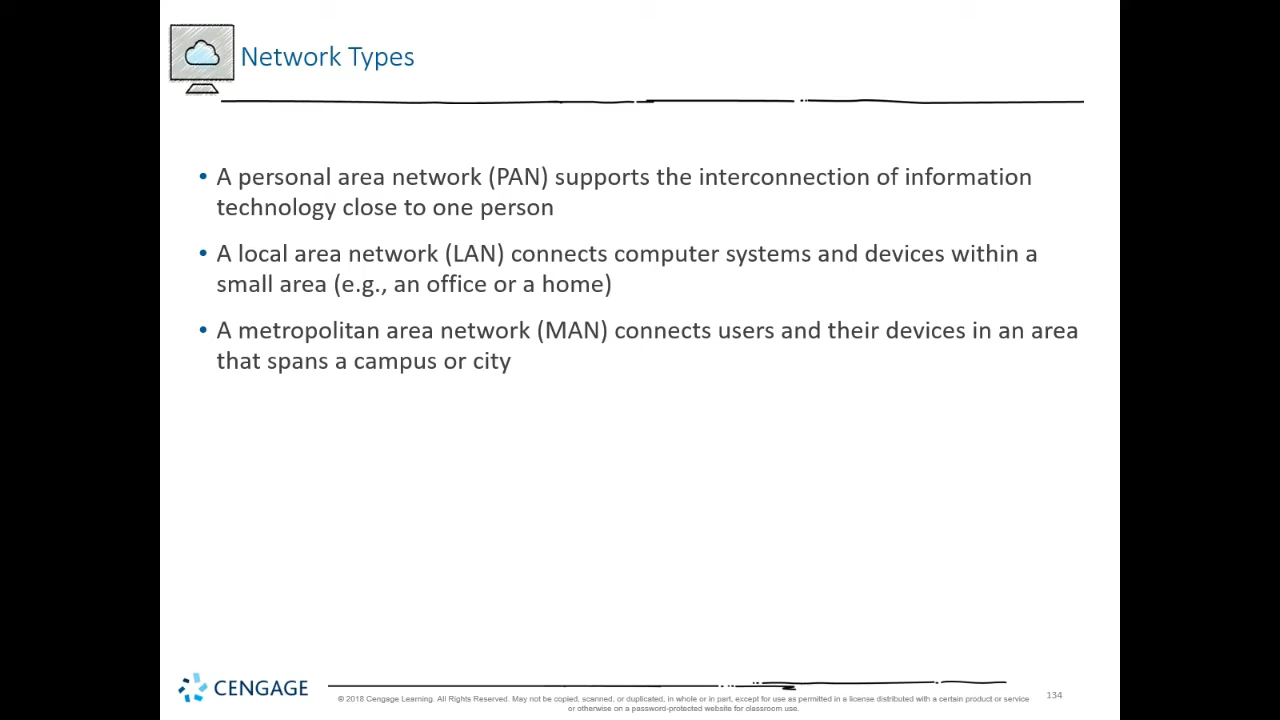 Network Types
• A personal area network (PAN) supports the interconnection of information
technology close to one person
• A local area network (LAN) connects computer systems and devices within a
small area (e.g., an office or a home)
• A metropolitan area network (MAN) connects users and their devices in an area
that spans a campus or city
CENGAGE
© 2018 Cengage Learning. All Rights Reserved. May not be copied, scanned, or duplicated, in whole or in part, except for use as permitted in a license distributed with a certain product or service
or otherwise on a password-protected website for classroom use.
134